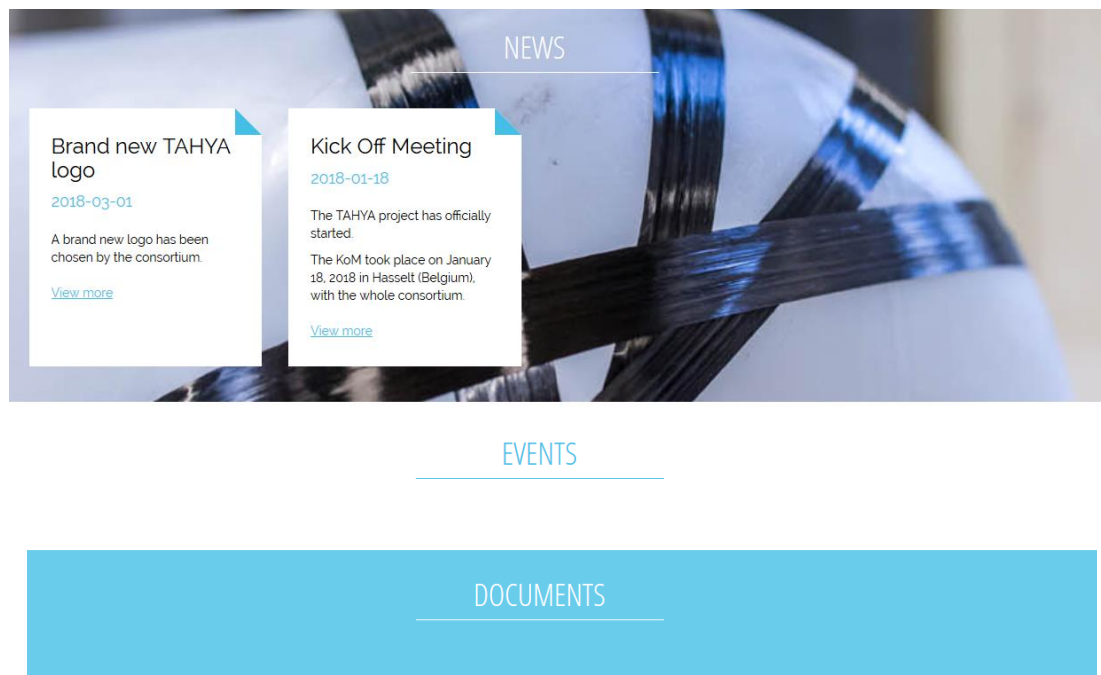 NEWS
Brand new TAHYA
logo
2018-03-01
A brand new logo has been
chosen by the consortium.
View more
Kick Off Meeting
2018-01-18
The TAHYA project has officially
started.
The KoM took place on January
18, 2018 in Hasselt (Belgium),
with the whole consortium.
View more
EVENTS
DOCUMENTS